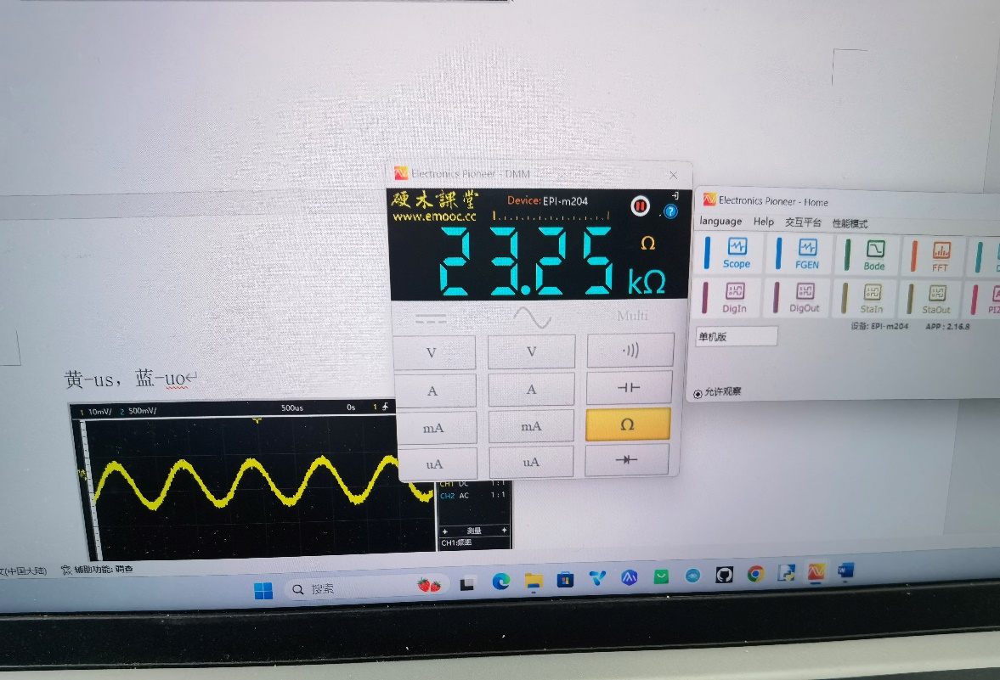 Electronics Pioneer - DMM
硬木課堂
www.emooc.cc
Device: EPI-m204
?
Ω
23.25
kΩ
Multi
V
V
A
A
mA
mA
Ω
uA
uA
Electronics Pioneer - Home
language Help 交互平台 性能模式
Scope
FGEN
Bode
FFT
DigIn
DigOut
StaIn
StaOut
设备: EPI-m204 APP : 2.16.8
单机版
允许观察
黄-us，蓝-uo
1 10mV/ 2 500mV/ 500us 0s 1
CH1 DC 1:1
CH2 AC 1:1
测量
CH1:频率
文(中国大陆) 辅助功能: 调查
搜索